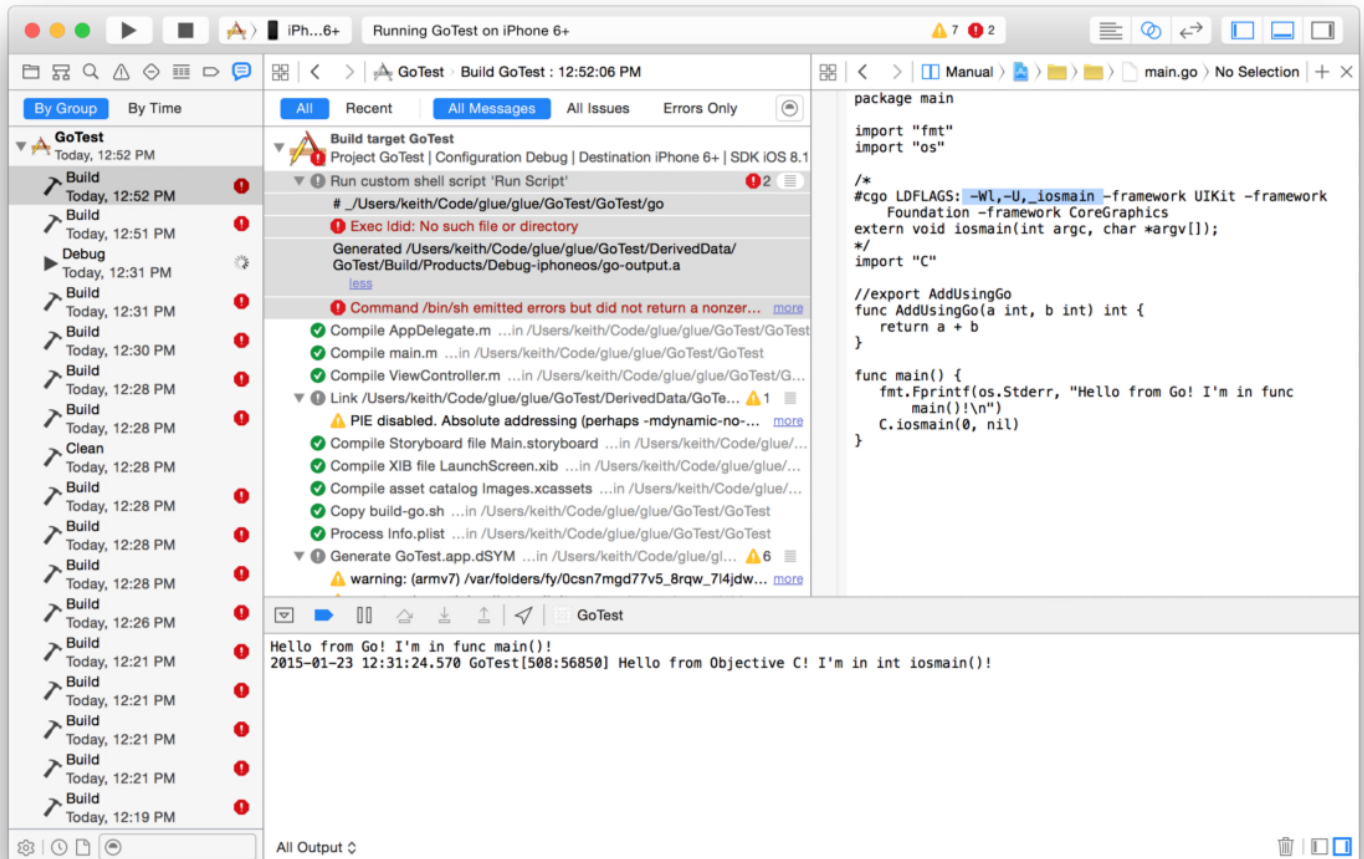 iPh...6+
Running GoTest on iPhone 6+
7
2
GoTest
Build GoTest : 12:52:06 PM
Manual
main.go
No Selection
By Group
By Time
GoTest
Today, 12:52 PM
Build
Today, 12:52 PM
Build
Today, 12:51 PM
Debug
Today, 12:31 PM
Build
Today, 12:31 PM
Build
Today, 12:30 PM
Build
Today, 12:28 PM
Build
Today, 12:28 PM
Clean
Today, 12:28 PM
Build
Today, 12:28 PM
Build
Today, 12:28 PM
Build
Today, 12:28 PM
Build
Today, 12:26 PM
Build
Today, 12:21 PM
Build
Today, 12:21 PM
Build
Today, 12:21 PM
Build
Today, 12:21 PM
Build
Today, 12:19 PM
All
Recent
All Messages
All Issues
Errors Only
Build target GoTest
Project GoTest | Configuration Debug | Destination iPhone 6+ | SDK iOS 8.1
Run custom shell script 'Run Script'
2
# _/Users/keith/Code/glue/glue/GoTest/GoTest/go
Exec ldid: No such file or directory
Generated /Users/keith/Code/glue/glue/GoTest/DerivedData/
GoTest/Build/Products/Debug-iphoneos/go-output.a
less
Command /bin/sh emitted errors but did not return a nonzer... more
Compile AppDelegate.m ...in /Users/keith/Code/glue/glue/GoTest/GoTest
Compile main.m ...in /Users/keith/Code/glue/glue/GoTest/GoTest
Compile ViewController.m ...in /Users/keith/Code/glue/glue/GoTest/G...
Link /Users/keith/Code/glue/glue/GoTest/DerivedData/GoTe... 1
PIE disabled. Absolute addressing (perhaps -mdynamic-no-... more
Compile Storyboard file Main.storyboard ...in /Users/keith/Code/glue/...
Compile XIB file LaunchScreen.xib ...in /Users/keith/Code/glue/glue/...
Compile asset catalog Images.xcassets ...in /Users/keith/Code/glue/...
Copy build-go.sh ...in /Users/keith/Code/glue/glue/GoTest/GoTest
Process Info.plist ...in /Users/keith/Code/glue/glue/GoTest/GoTest
Generate GoTest.app.dSYM ...in /Users/keith/Code/glue/gl... 6
warning: (armv7) /var/folders/fy/0csn7mgd77v5_8rqw_7l4jdw... more
package main
import "fmt"
import "os"
/*
#cgo LDFLAGS: -Wl,-U,_iosmain -framework UIKit -framework
Foundation -framework CoreGraphics
extern void iosmain(int argc, char *argv[]);
*/
import "C"
//export AddUsingGo
func AddUsingGo(a int, b int) int {
return a + b
}
func main() {
fmt.Fprintf(os.Stderr, "Hello from Go! I'm in func
main()!\n")
C.iosmain(0, nil)
}
GoTest
Hello from Go! I'm in func main()!
2015-01-23 12:31:24.570 GoTest[508:56850] Hello from Objective C! I'm in int iosmain()!
All Output